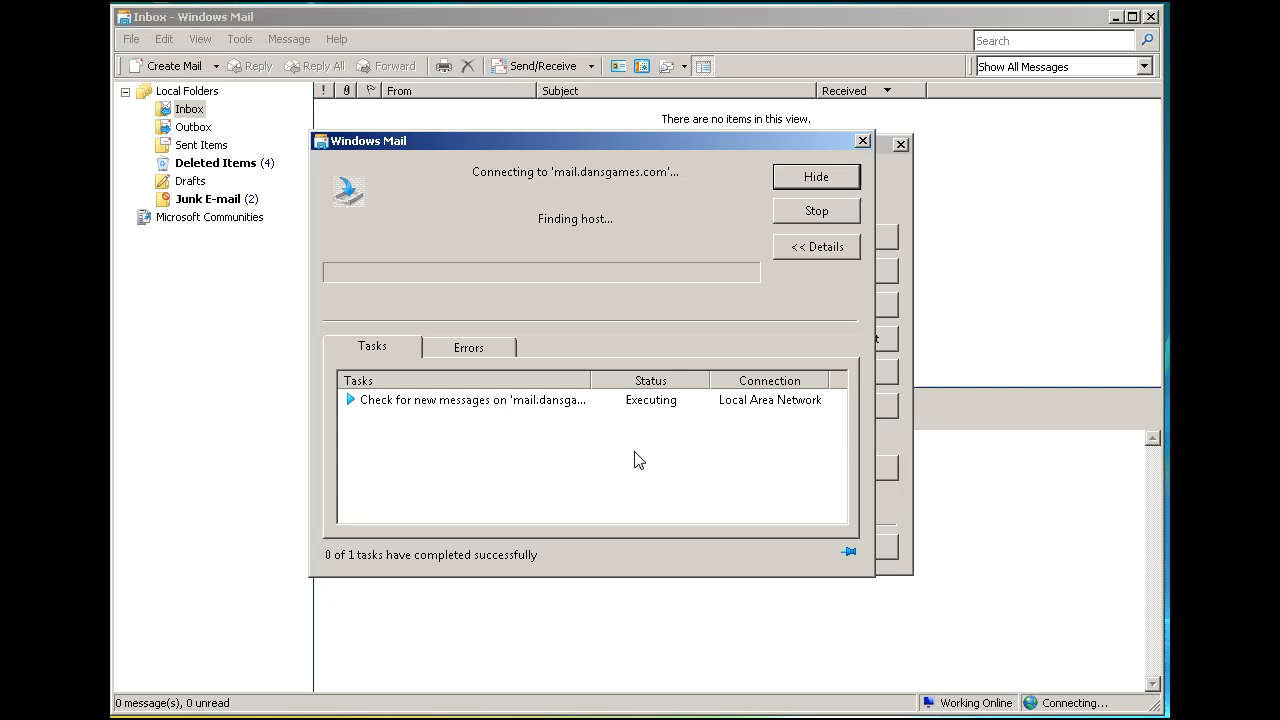 Inbox - Windows Mail
File Edit View Tools Message Help
Search
Create Mail Reply Reply All Forward Send/Receive Show All Messages
Local Folders
Inbox
Outbox
Sent Items
Deleted Items (4)
Drafts
Junk E-mail (2)
Microsoft Communities
! From Subject Received
There are no items in this view.
Windows Mail
Connecting to 'mail.dansgames.com'...
Finding host...
Hide
Stop
<< Details
Tasks Errors
Tasks Status Connection
Check for new messages on 'mail.dansga... Executing Local Area Network
0 of 1 tasks have completed successfully
t
0 message(s), 0 unread Working Online Connecting...